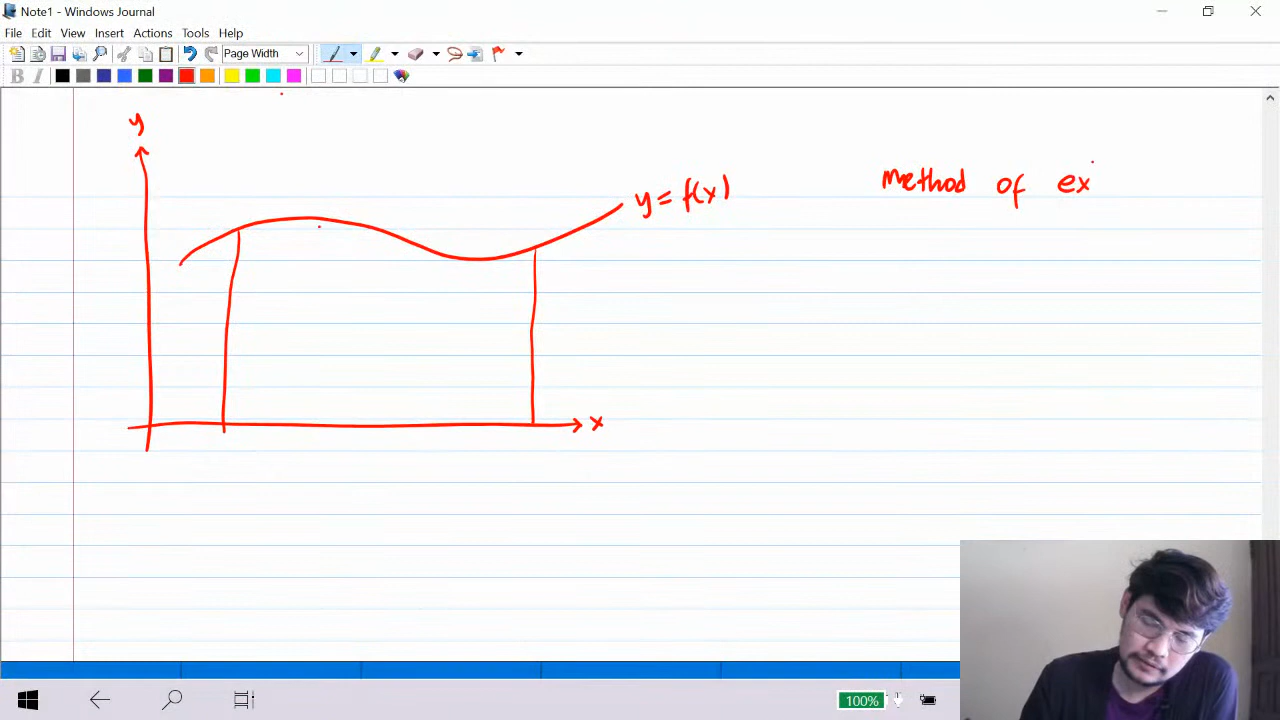 Note1 - Windows Journal
File Edit View Insert Actions Tools Help
Page Width
B I
y
y = f(x)
method of ex
x
100%